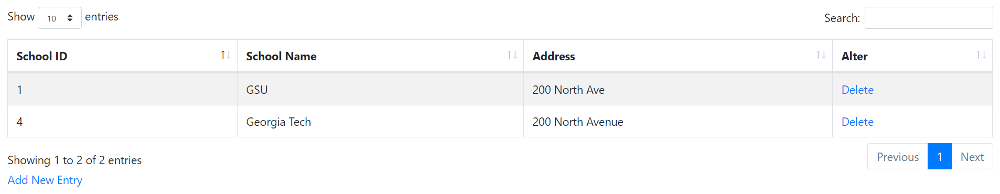 Show 10 entries Search:
School ID School Name Address Alter
1 GSU 200 North Ave Delete
4 Georgia Tech 200 North Avenue Delete
Showing 1 to 2 of 2 entries Previous 1 Next
Add New Entry